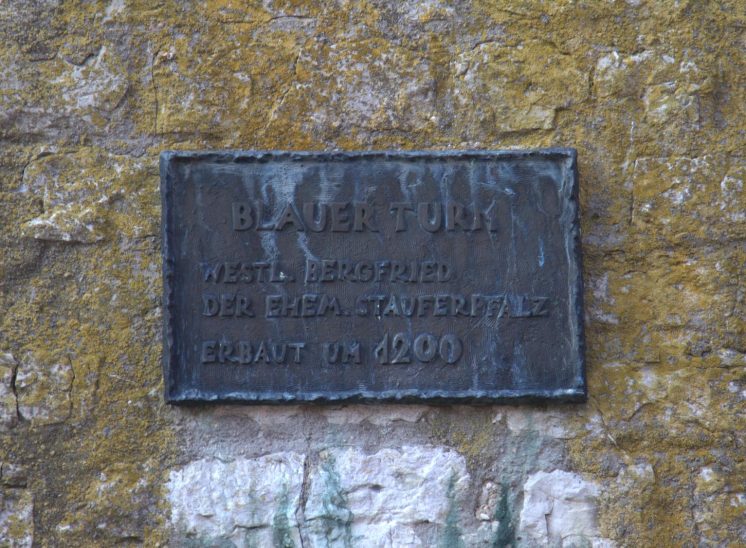 BLAUER TURM
WESTL. BERGFRIED
DER EHEM. STAUFERPFALZ
ERBAUT UM 1200